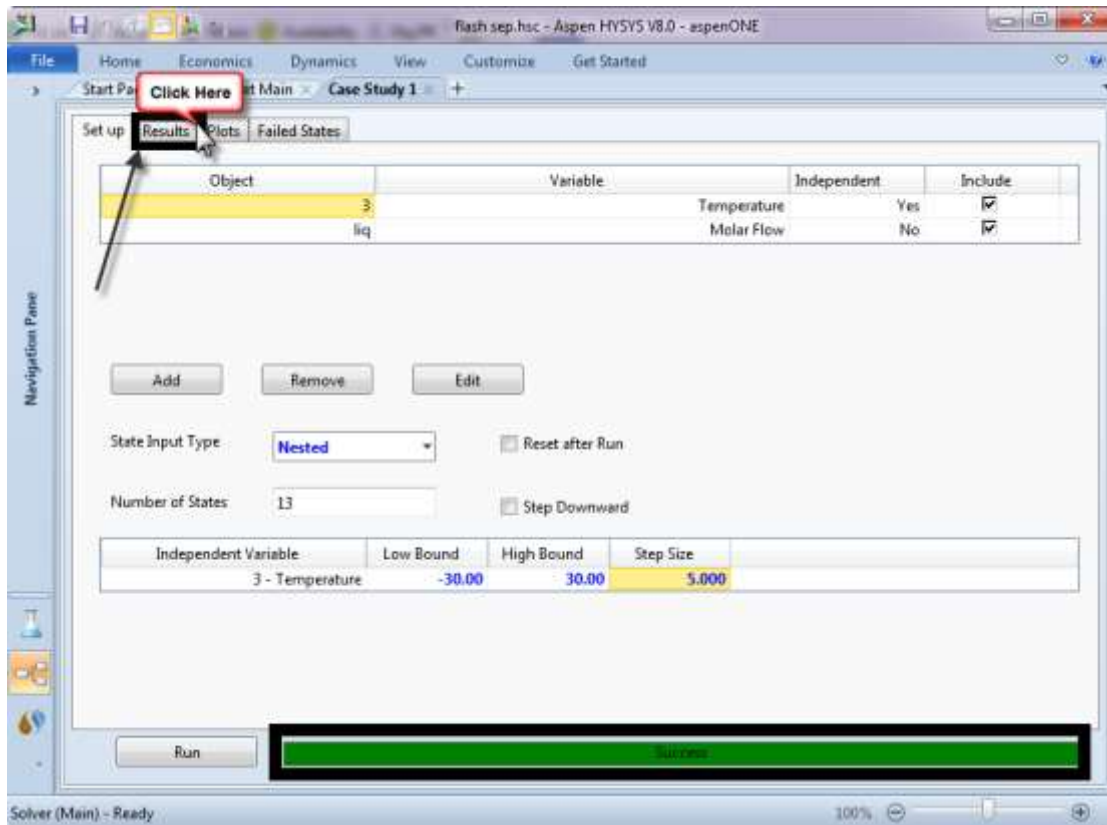 flash sep.hsc - Aspen HYSYS V8.0 - aspenONE
File Home Economics Dynamics View Customize Get Started
Start Pa Click Here t Main Case Study 1 +
Set up Results Plots Failed States
Object Variable Independent Include
3 Temperature Yes
liq Molar Flow No
Navigation Pane
Add Remove Edit
State Input Type Nested Reset after Run
Number of States 13 Step Downward
Independent Variable Low Bound High Bound Step Size
3 - Temperature -30.00 30.00 5.000
Run Success
Solver (Main) - Ready 100%